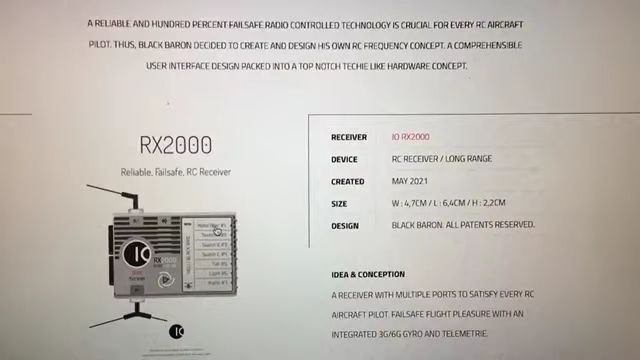 A RELIABLE AND HUNDRED PERCENT FAILSAFE RADIO CONTROLLED TECHNOLOGY IS CRUCIAL FOR EVERY RC AIRCRAFT
PILOT. THUS, BLACK BARON DECIDED TO CREATE AND DESIGN HIS OWN RC FREQUENCY CONCEPT. A COMPREHENSIBLE
USER INTERFACE DESIGN PACKED INTO A TOP NOTCH TECHIE LIKE HARDWARE CONCEPT.
RX2000
Reliable, Failsafe, RC Receiver
RX2000
RECEIVER IO RX2000
DEVICE RC RECEIVER / LONG RANGE
CREATED MAY 2021
SIZE W : 4,7CM / L : 6,4CM / H : 2,2CM
DESIGN BLACK BARON. ALL PATENTS RESERVED.
IDEA & CONCEPTION
A RECEIVER WITH MULTIPLE PORTS TO SATISFY EVERY RC
AIRCRAFT PILOT. FAILSAFE FLIGHT PLEASURE WITH AN
INTEGRATED 3G/6G GYRO AND TELEMETRIE.